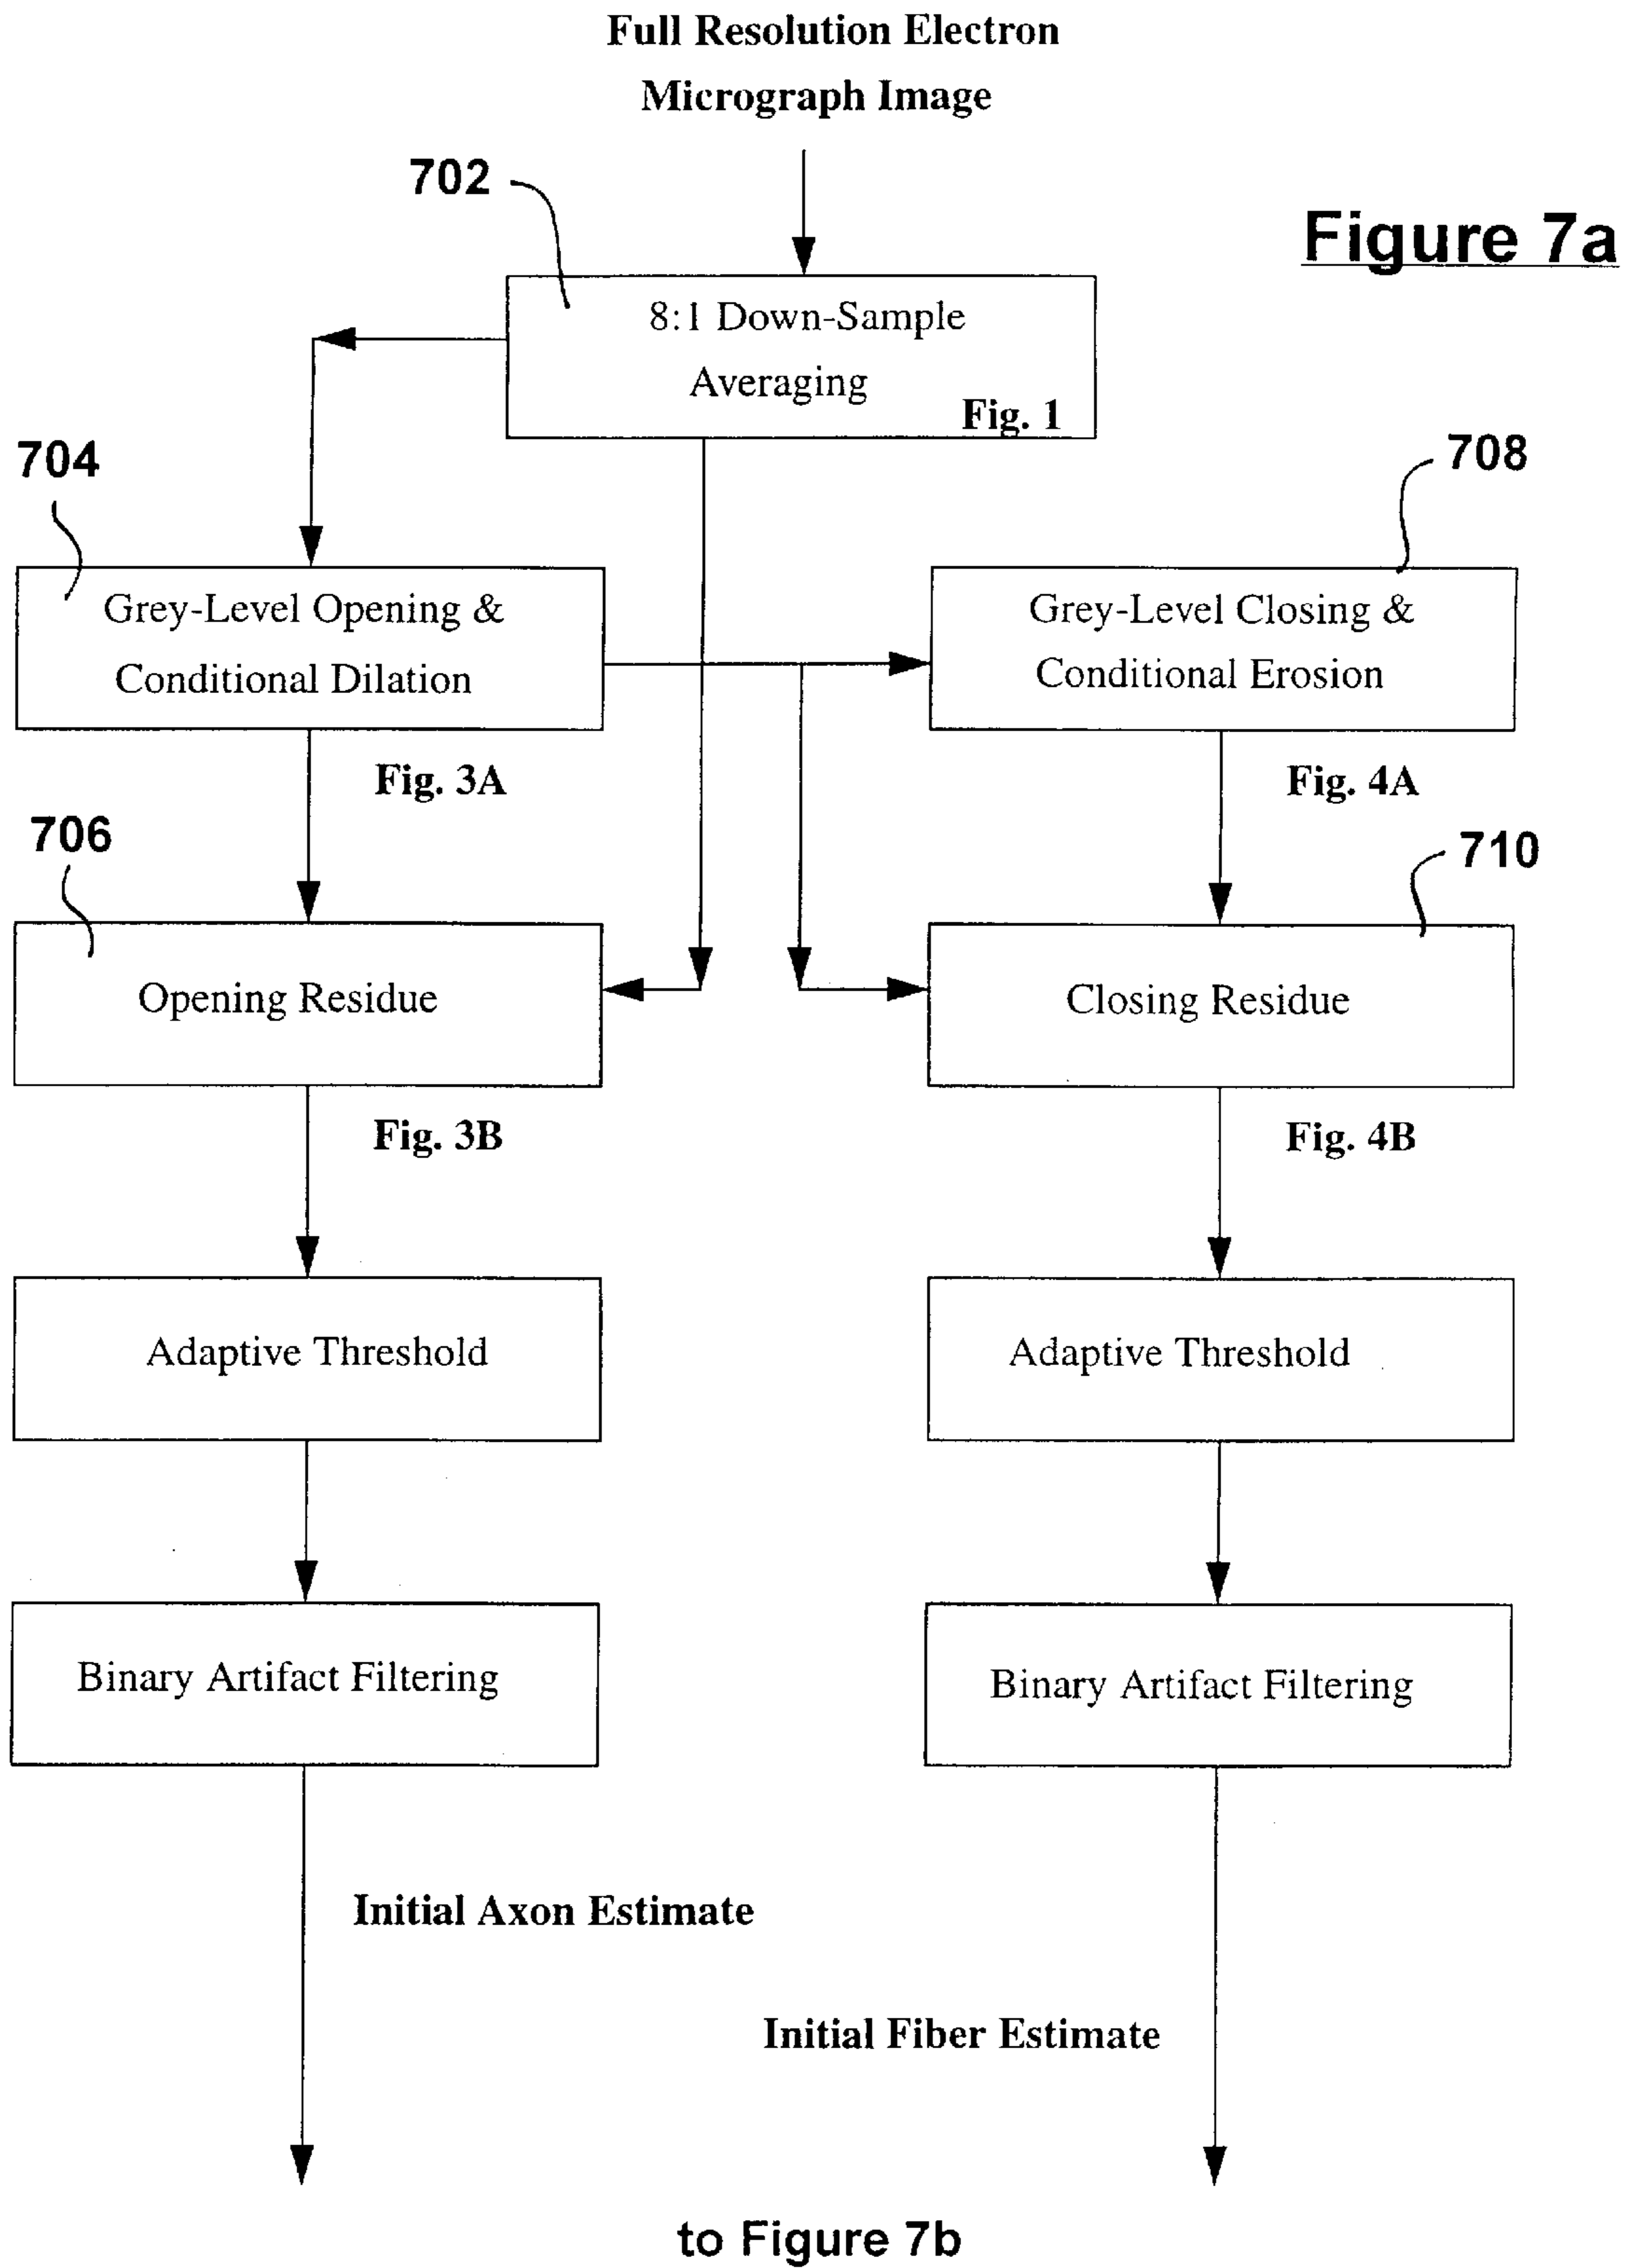 Full Resolution Electron
Micrograph Image
702
Figure 7a
8:1 Down-Sample
Averaging
Fig. 1
704
708
Grey-Level Opening &
Conditional Dilation
Grey-Level Closing &
Conditional Erosion
Fig. 3A
Fig. 4A
706
710
Opening Residue
Closing Residue
Fig. 3B
Fig. 4B
Adaptive Threshold
Adaptive Threshold
Binary Artifact Filtering
Binary Artifact Filtering
Initial Axon Estimate
Initial Fiber Estimate
to Figure 7b